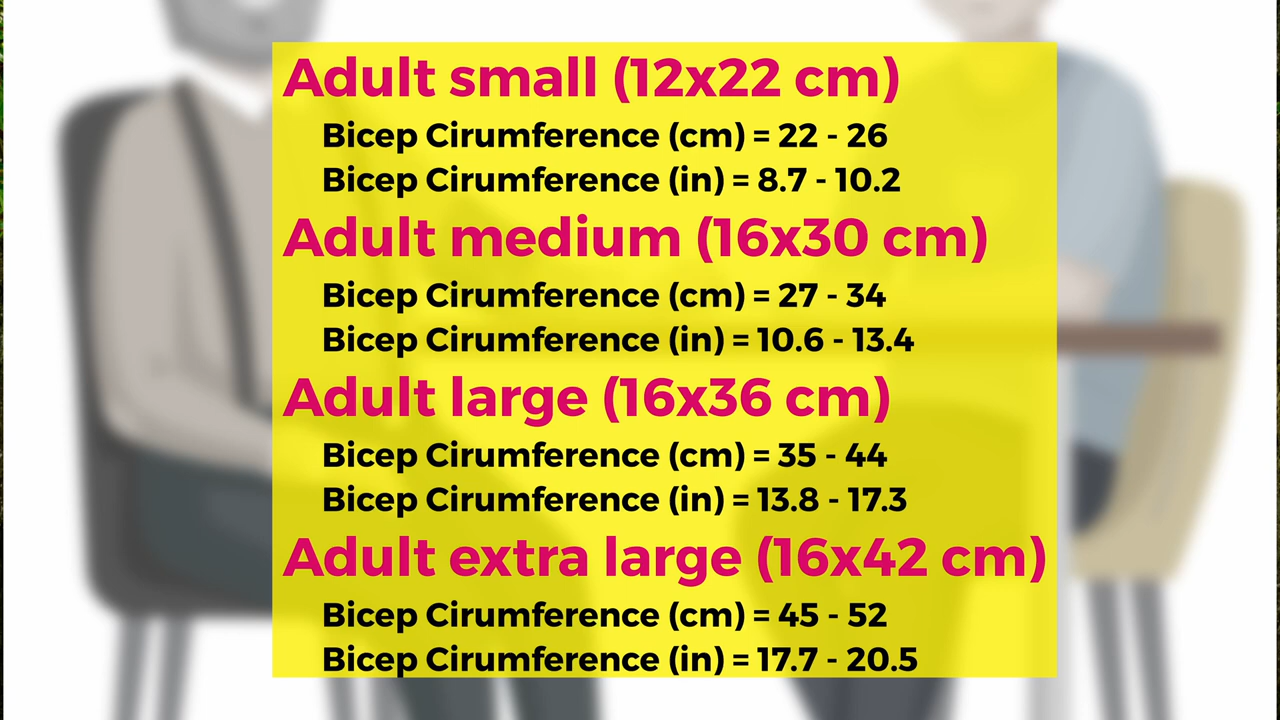 Adult small (12x22 cm)
Bicep Cirumference (cm) = 22 - 26
Bicep Cirumference (in) = 8.7 - 10.2
Adult medium (16x30 cm)
Bicep Cirumference (cm) = 27 - 34
Bicep Cirumference (in) = 10.6 - 13.4
Adult large (16x36 cm)
Bicep Cirumference (cm) = 35 - 44
Bicep Cirumference (in) = 13.8 - 17.3
Adult extra large (16x42 cm)
Bicep Cirumference (cm) = 45 - 52
Bicep Cirumference (in) = 17.7 - 20.5